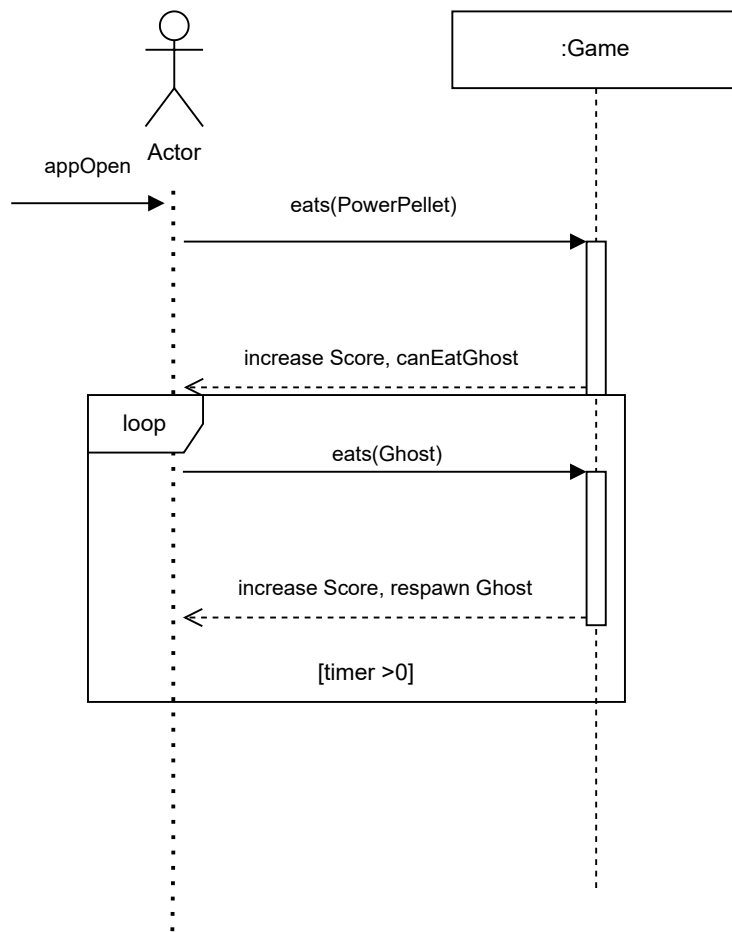 :Game
Actor
appOpen
eats(PowerPellet)
increase Score, canEatGhost
loop
eats(Ghost)
increase Score, respawn Ghost
[timer >0]